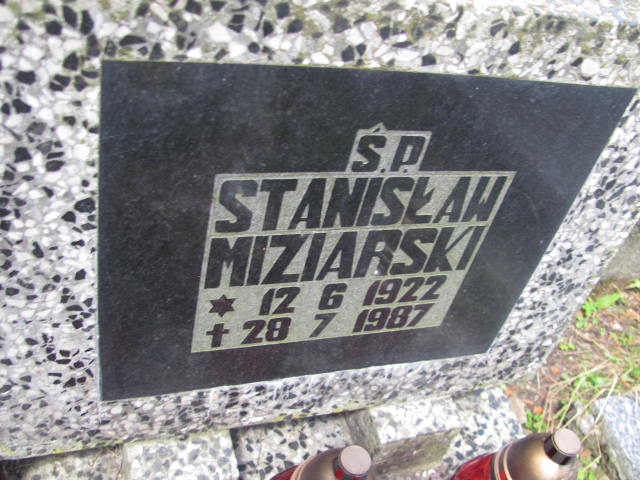 Ś.P.
STANISŁAW
MIZIARSKI
✶ 12 6 1922
✝ 28 7 1987